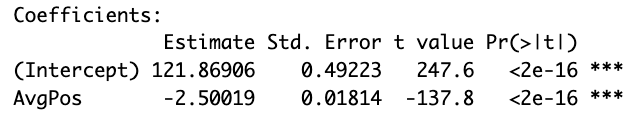 Coefficients:
Estimate Std. Error t value Pr(>|t|)
(Intercept) 121.86906 0.49223 247.6 <2e-16 ***
AvgPos -2.50019 0.01814 -137.8 <2e-16 ***